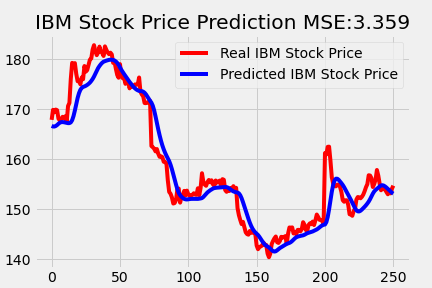 IBM Stock Price Prediction MSE:3.359
Real IBM Stock Price
Predicted IBM Stock Price
180
170
160
150
140
0 50 100 150 200 250